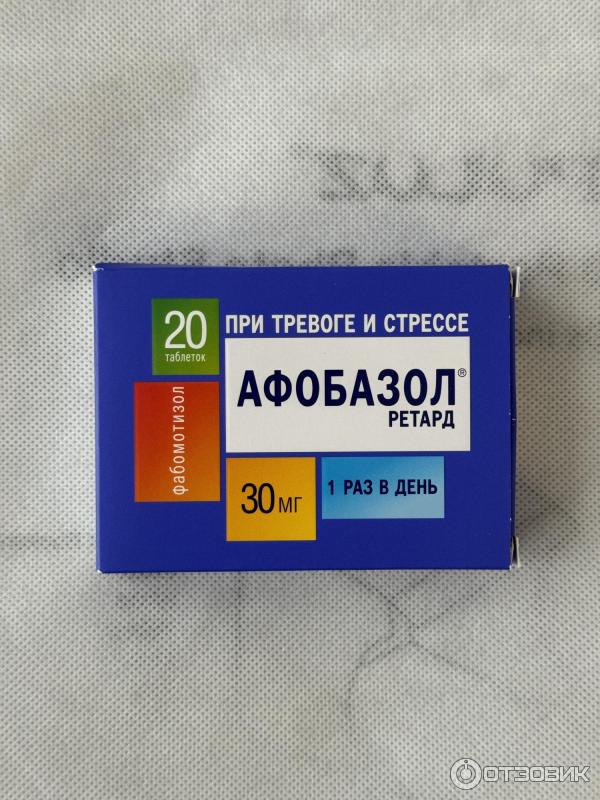 20
таблеток
ПРИ ТРЕВОГЕ И СТРЕССЕ
АФОБАЗОЛ®
РЕТАРД
фабомотизол
30 МГ
1 РАЗ В ДЕНЬ
ОТЗОВИК